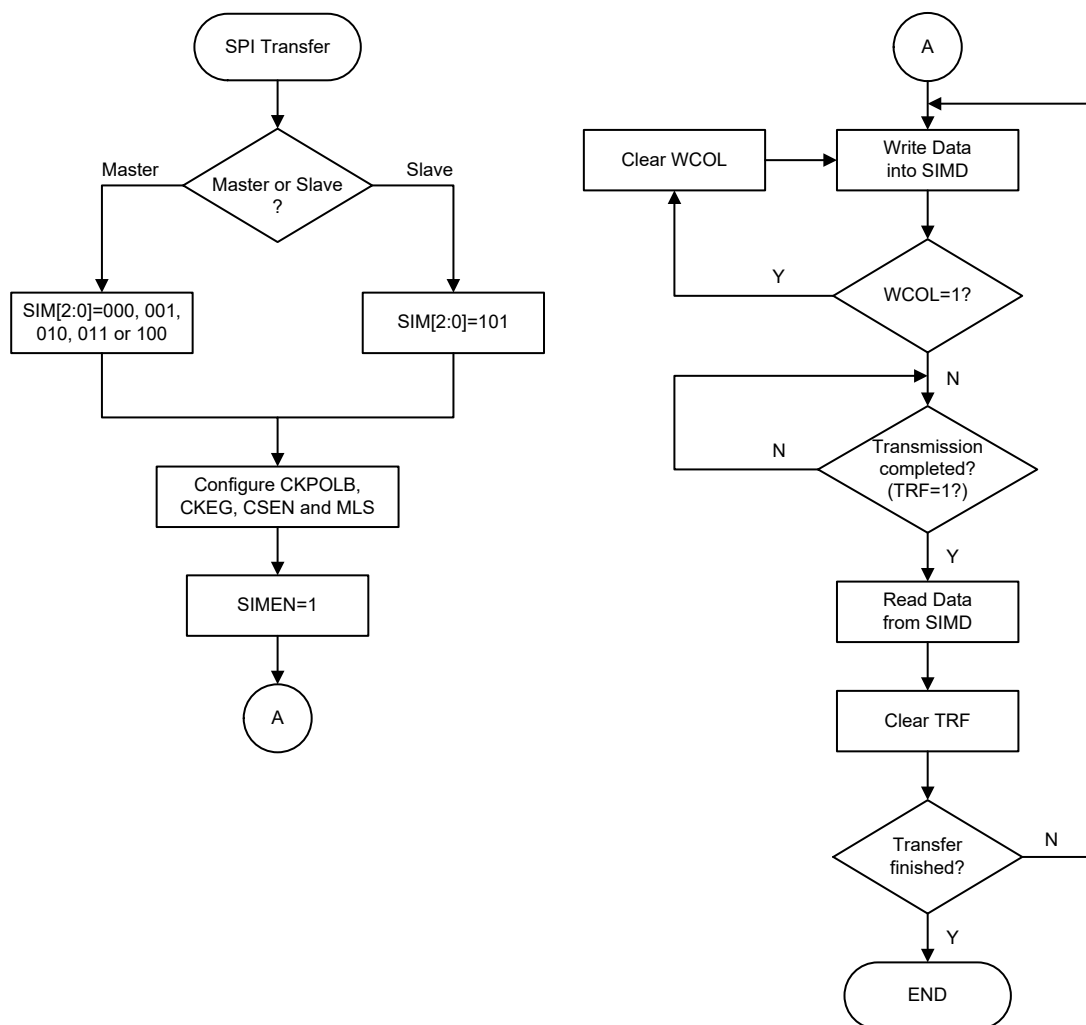 SPI Transfer
Master
Slave
Master or Slave
?
SIM[2:0]=000, 001,
010, 011 or 100
SIM[2:0]=101
Configure CKPOLB,
CKEG, CSEN and MLS
SIMEN=1
A
A
Clear WCOL
Write Data
into SIMD
Y
WCOL=1?
N
N
Transmission
completed?
(TRF=1?)
Y
Read Data
from SIMD
Clear TRF
Transfer
finished?
N
Y
END